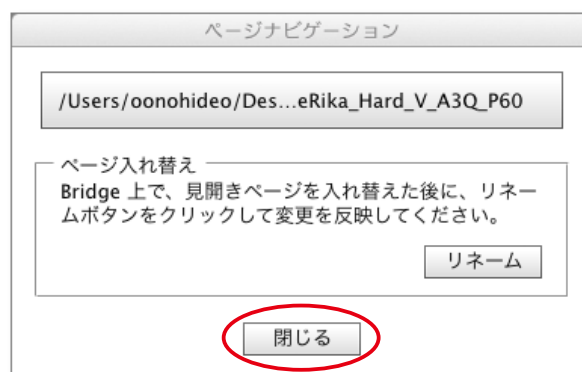 ページナビゲーション
/Users/oonohideo/Des...eRika_Hard_V_A3Q_P60
ページ入れ替え
Bridge 上で、見開きページを入れ替えた後に、リネー
ムボタンをクリックして変更を反映してください。
リネーム
閉じる